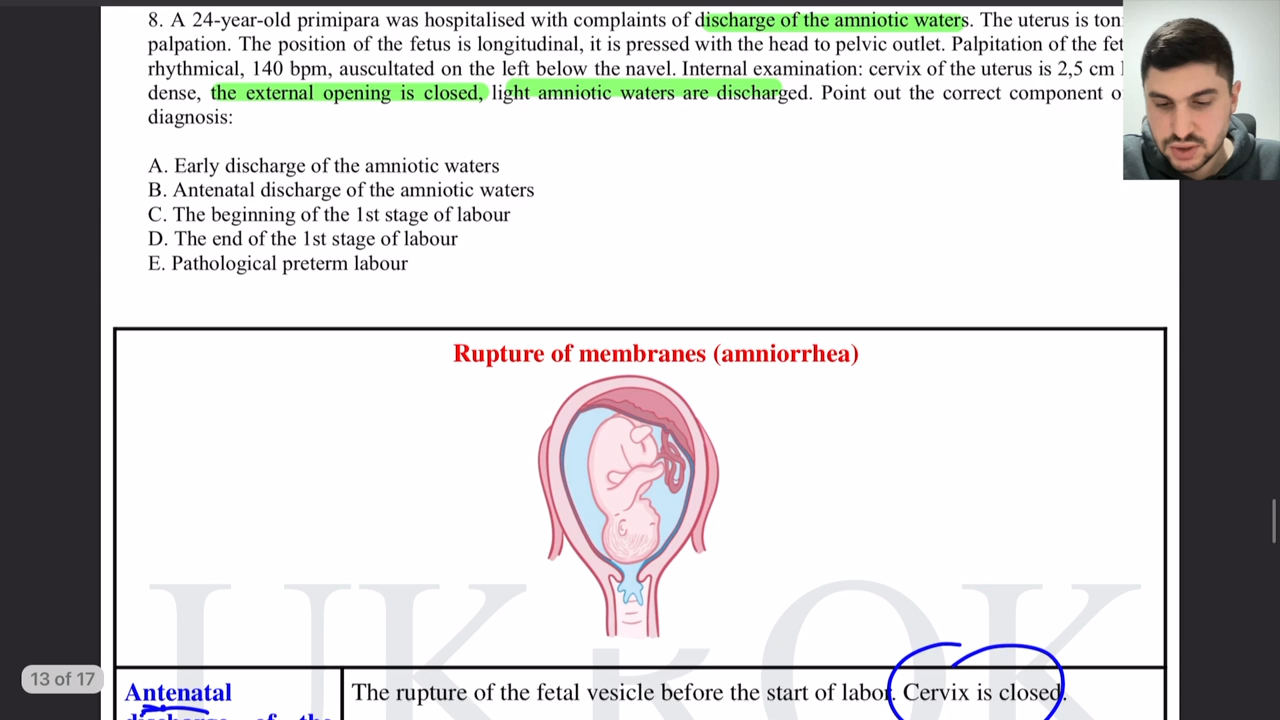 8. A 24-year-old primipara was hospitalised with complaints of discharge of the amniotic waters. The uterus is
palpation. The position of the fetus is longitudinal, it is pressed with the head to pelvic outlet. Palpitation of the
rhythmical, 140 bpm, auscultated on the left below the navel. Internal examination: cervix of the uterus is 2,5 cm
dense, the external opening is closed, light amniotic waters are discharged. Point out the correct component
diagnosis:
A. Early discharge of the amniotic waters
B. Antenatal discharge of the amniotic waters
C. The beginning of the 1st stage of labour
D. The end of the 1st stage of labour
E. Pathological preterm labour
Rupture of membranes (amniorrhea)
13 of 17
Antenatal
The rupture of the fetal vesicle before the start of labor. Cervix is closed.
discharge of the